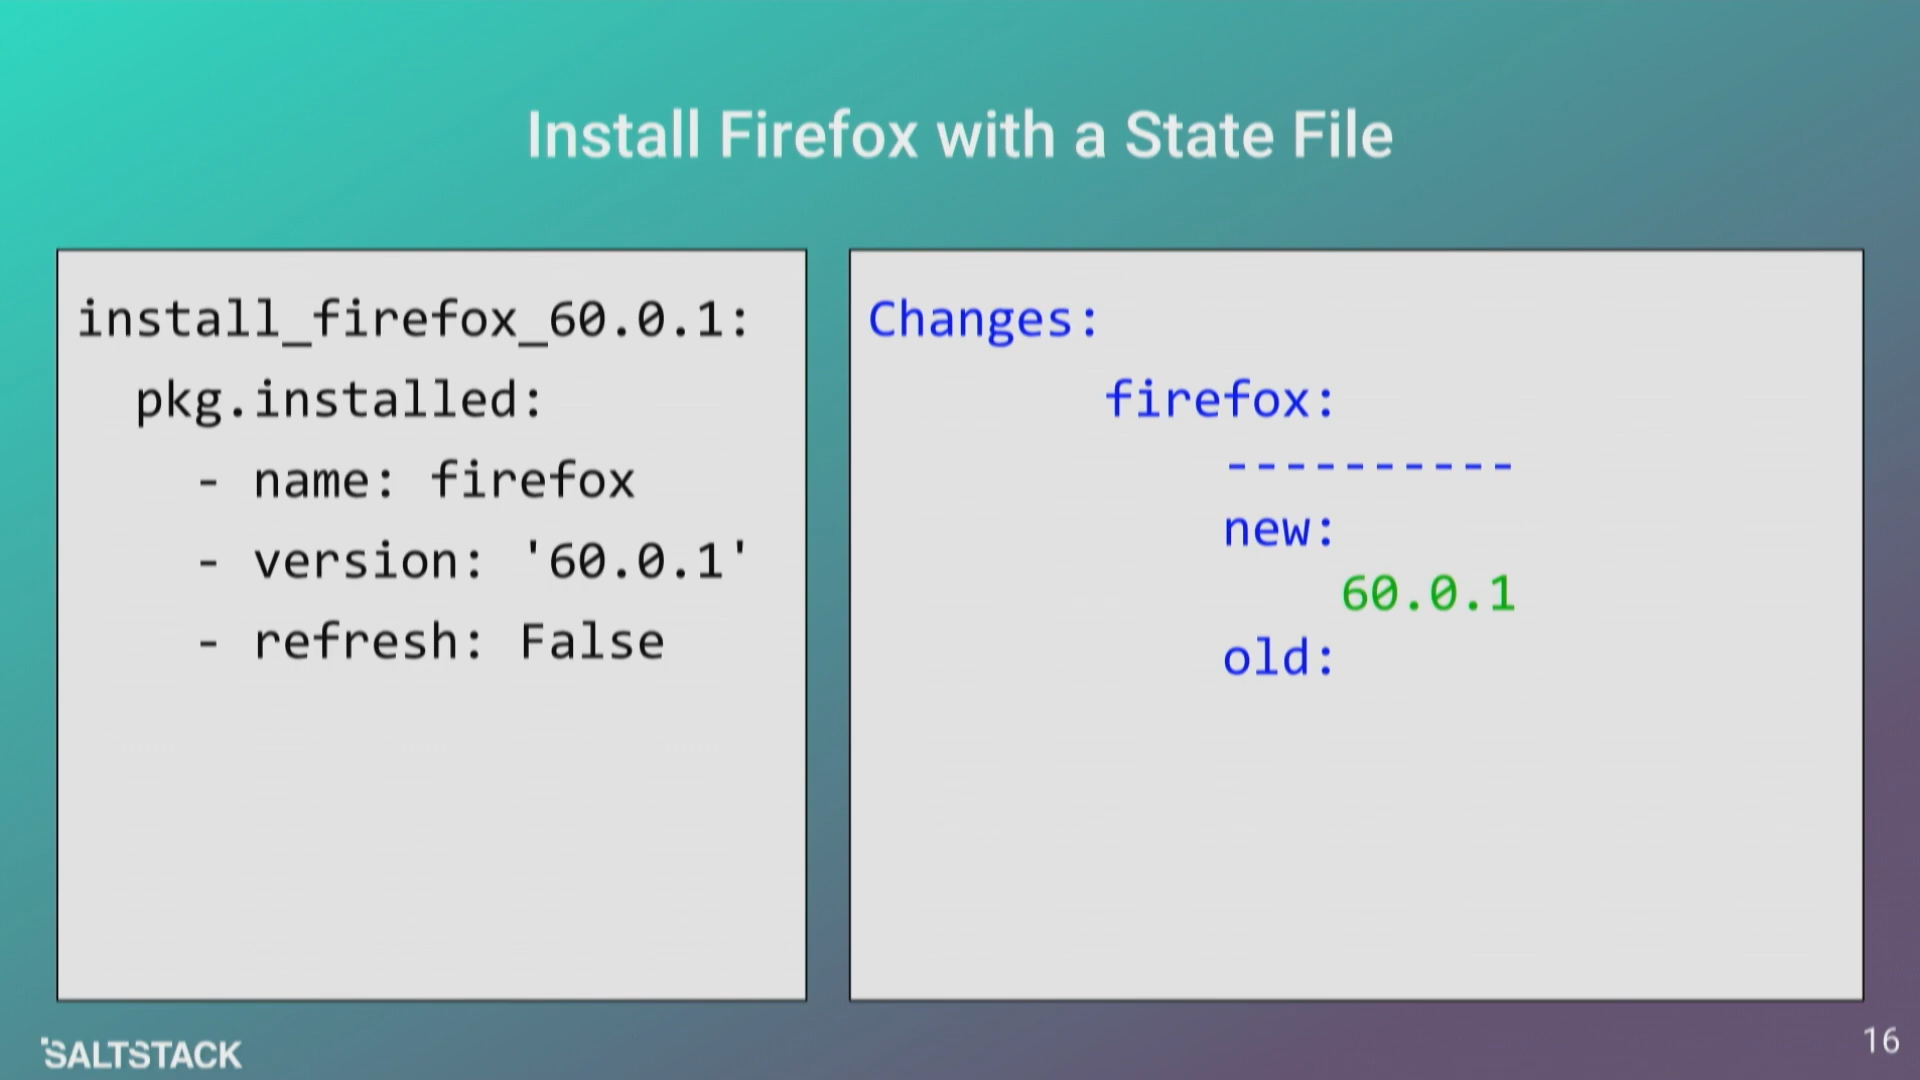 Install Firefox with a State File
install_firefox_60.0.1:
pkg.installed:
- name: firefox
- version: '60.0.1'
- refresh: False
Changes:
firefox:
----------
new:
60.0.1
old:
SALTSTACK
16